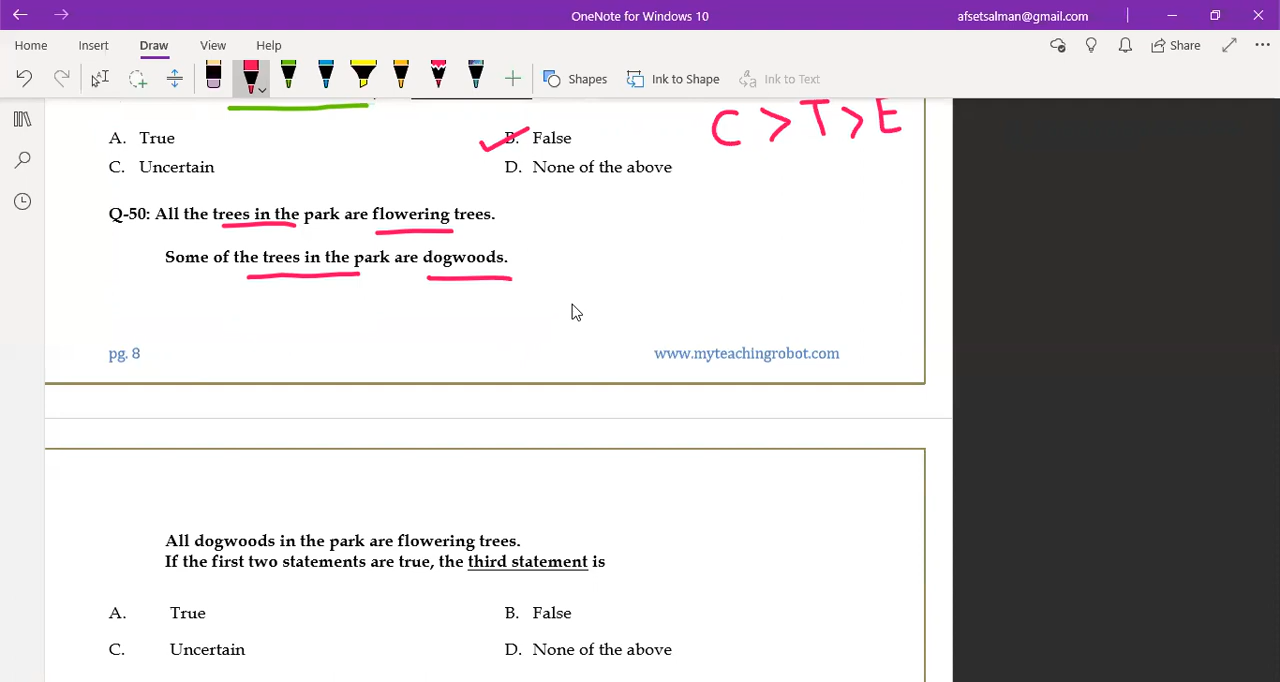 OneNote for Windows 10
afsetsalman@gmail.com
Home Insert Draw View Help
Share
Shapes Ink to Shape Ink to Text
C > T > E
A. True B. False
C. Uncertain D. None of the above
Q-50: All the trees in the park are flowering trees.
Some of the trees in the park are dogwoods.
pg. 8 www.myteachingrobot.com
All dogwoods in the park are flowering trees.
If the first two statements are true, the third statement is
A. True B. False
C. Uncertain D. None of the above